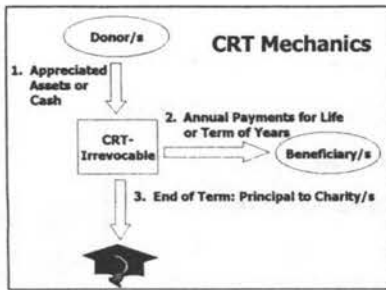 Donor/s
CRT Mechanics
1. Appreciated
Assets or
Cash
2. Annual Payments for Life
or Term of Years
CRT-
Irrevocable
Beneficiary/s
3. End of Term: Principal to Charity/s